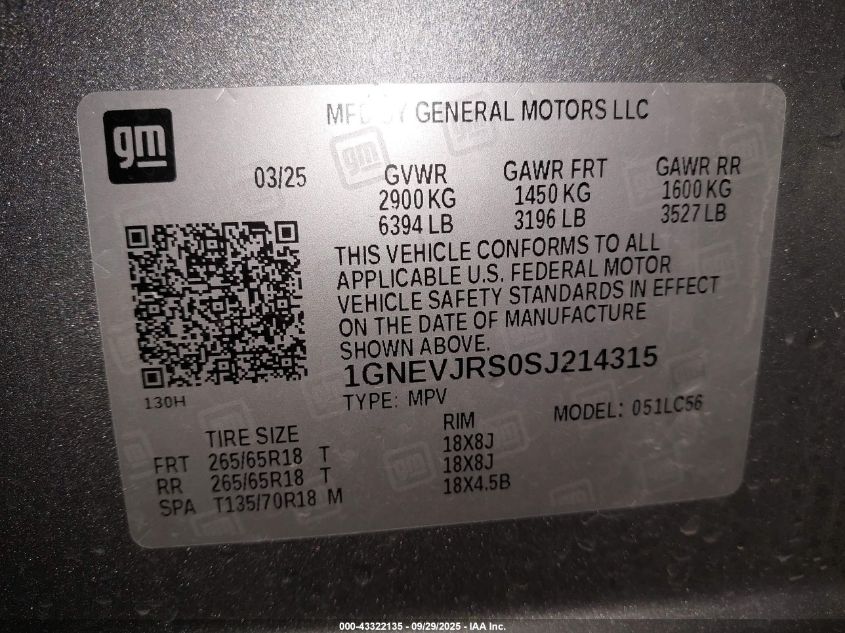 gm
MFD BY GENERAL MOTORS LLC
03/25
GVWR GAWR FRT GAWR RR
2900 KG 1450 KG 1600 KG
6394 LB 3196 LB 3527 LB
THIS VEHICLE CONFORMS TO ALL
APPLICABLE U.S. FEDERAL MOTOR
VEHICLE SAFETY STANDARDS IN EFFECT
ON THE DATE OF MANUFACTURE
SHOWN ABOVE.
1GNEVJRS0SJ214315
130H
TYPE: MPV MODEL: 051LC56
TIRE SIZE RIM
FRT 265/65R18 T 18X8J
RR 265/65R18 T 18X8J
SPA T135/70R18 M 18X4.5B
000-43322135 - 09/29/2025 - IAA Inc.